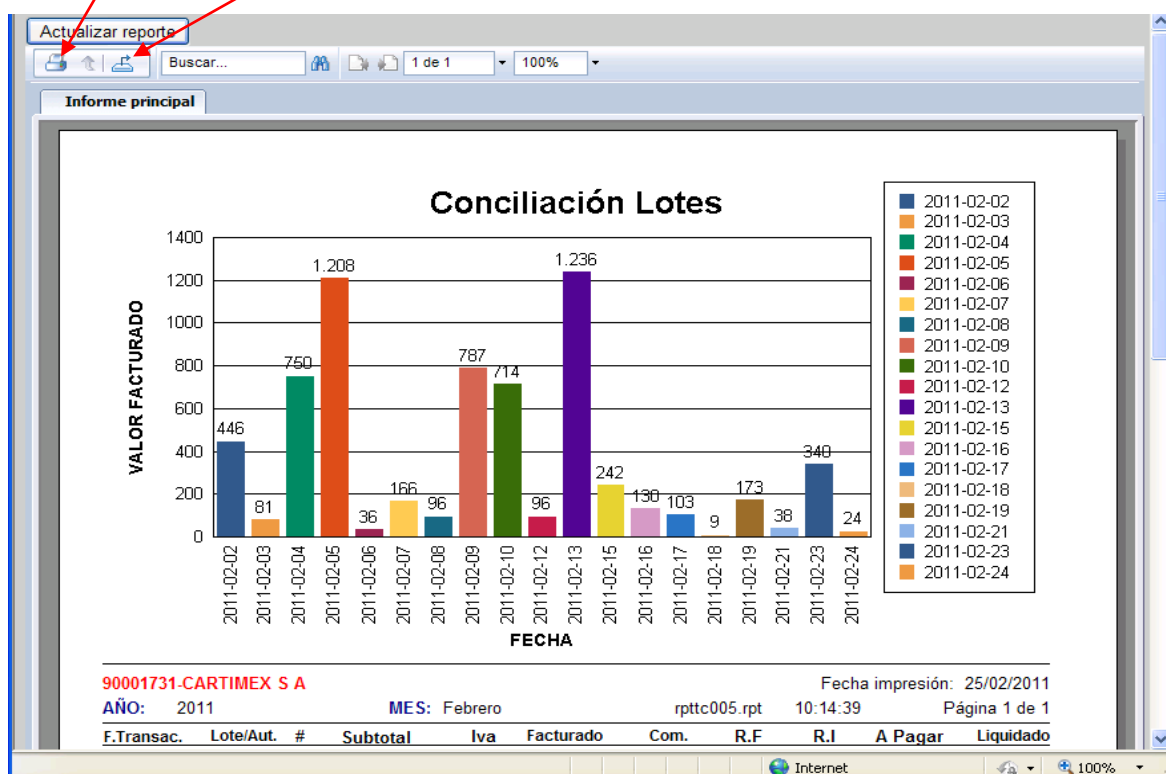 Actualizar reporte
Buscar... 1 de 1 100%
Informe principal
Conciliación Lotes
VALOR FACTURADO
1400
1200
1000
800
600
400
200
0
446 81 750 1.208 36 166 96 787 714 96 1.236 242 130 103 9 173 38 340 24
2011-02-02 2011-02-03 2011-02-04 2011-02-05 2011-02-06 2011-02-07 2011-02-08 2011-02-09 2011-02-10 2011-02-12 2011-02-13 2011-02-15 2011-02-16 2011-02-17 2011-02-18 2011-02-19 2011-02-21 2011-02-23 2011-02-24
FECHA
2011-02-02
2011-02-03
2011-02-04
2011-02-05
2011-02-06
2011-02-07
2011-02-08
2011-02-09
2011-02-10
2011-02-12
2011-02-13
2011-02-15
2011-02-16
2011-02-17
2011-02-18
2011-02-19
2011-02-21
2011-02-23
2011-02-24
90001731-CARTIMEX S A Fecha impresión: 25/02/2011
AÑO: 2011 MES: Febrero rpttc005.rpt 10:14:39 Página 1 de 1
F.Transac. Lote/Aut. # Subtotal Iva Facturado Com. R.F R.I A Pagar Liquidado
Internet 100%